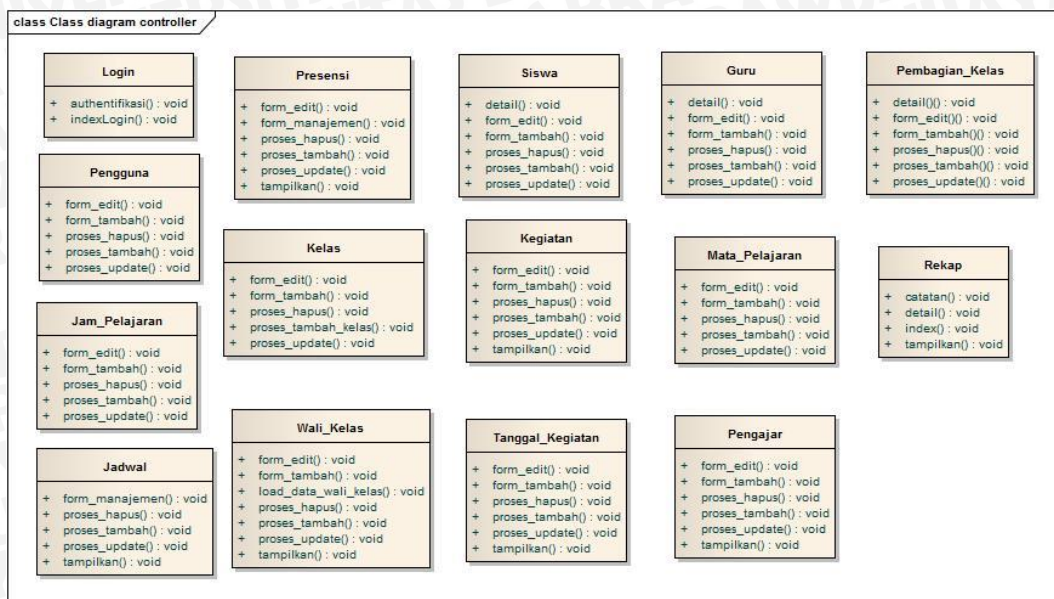 class Class diagram controller
Login
+ authentifikasi() : void
+ indexLogin() : void
Pengguna
+ form_edit() : void
+ form_tambah() : void
+ proses_hapus() : void
+ proses_tambah() : void
+ proses_update() : void
Jam_Pelajaran
+ form_edit() : void
+ form_tambah() : void
+ proses_hapus() : void
+ proses_tambah() : void
+ proses_update() : void
Jadwal
+ form_manajemen() : void
+ proses_hapus() : void
+ proses_tambah() : void
+ proses_update() : void
+ tampilkan() : void
Presensi
+ form_edit() : void
+ form_manajemen() : void
+ proses_hapus() : void
+ proses_tambah() : void
+ proses_update() : void
+ tampilkan() : void
Kelas
+ form_edit() : void
+ form_tambah() : void
+ proses_hapus() : void
+ proses_tambah_kelas() : void
+ proses_update() : void
Wali_Kelas
+ form_edit() : void
+ form_tambah() : void
+ load_data_wali_kelas() : void
+ proses_hapus() : void
+ proses_tambah() : void
+ proses_update() : void
+ tampilkan() : void
Siswa
+ detail() : void
+ form_edit() : void
+ form_tambah() : void
+ proses_hapus() : void
+ proses_tambah() : void
+ proses_update() : void
Kegiatan
+ form_edit() : void
+ form_tambah() : void
+ proses_hapus() : void
+ proses_tambah() : void
+ proses_update() : void
+ tampilkan() : void
Tanggal_Kegiatan
+ form_edit() : void
+ form_tambah() : void
+ proses_hapus() : void
+ proses_tambah() : void
+ proses_update() : void
+ tampilkan() : void
Guru
+ detail() : void
+ form_edit() : void
+ form_tambah() : void
+ proses_hapus() : void
+ proses_tambah() : void
+ proses_update() : void
Mata_Pelajaran
+ form_edit() : void
+ form_tambah() : void
+ proses_hapus() : void
+ proses_tambah() : void
+ proses_update() : void
Pengajar
+ form_edit() : void
+ form_tambah() : void
+ proses_hapus() : void
+ proses_tambah() : void
+ proses_update() : void
+ tampilkan() : void
Pembagian_Kelas
+ detail()() : void
+ form_edit()() : void
+ form_tambah()() : void
+ proses_hapus()() : void
+ proses_tambah()() : void
+ proses_update()() : void
Rekap
+ catatan() : void
+ detail() : void
+ index() : void
+ tampilkan() : void